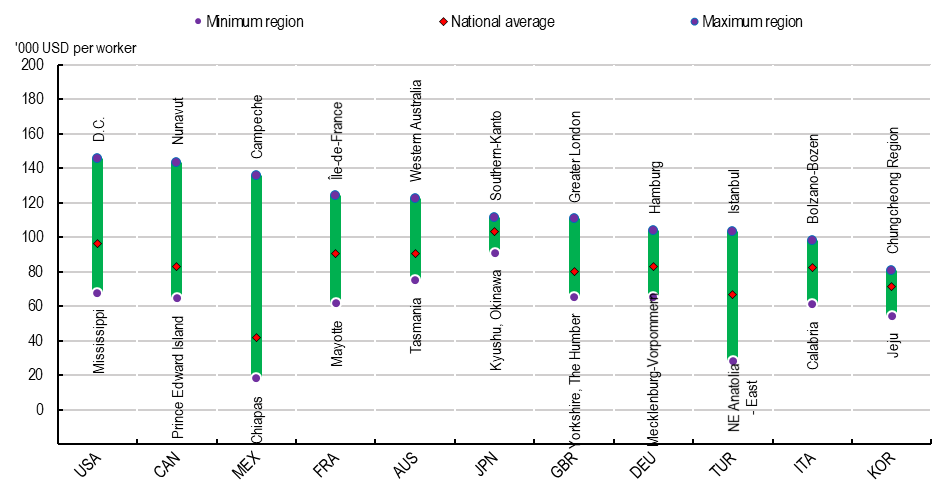 Minimum region
National average
Maximum region
'000 USD per worker
200
180
160
140
120
100
80
60
40
20
0
D.C.
Nunavut
Campeche
Île-de-France
Western Australia
Southern-Kanto
Greater London
Hamburg
Istanbul
Bolzano-Bozen
Chungcheong Region
Mississippi
Prince Edward Island
Chiapas
Mayotte
Tasmania
Kyushu, Okinawa
Yorkshire, The Humber
Mecklenburg-Vorpommern
NE Anatolia
- East
Calabria
Jeju
USA
CAN
MEX
FRA
AUS
JPN
GBR
DEU
TUR
ITA
KOR